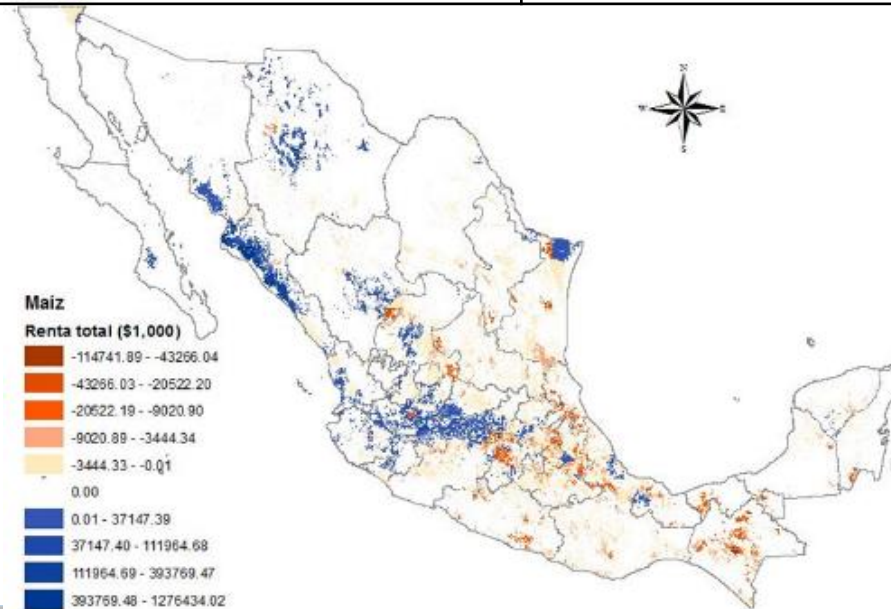 N
W
E
S
Maiz
Renta total ($1,000)
-114741.89 - -43266.04
-43266.03 - -20522.20
-20522.19 - -9020.90
-9020.89 - -3444.34
-3444.33 - -0.01
0.00
0.01 - 37147.39
37147.40 - 111964.68
111964.69 - 393769.47
393769.48 - 1276434.02